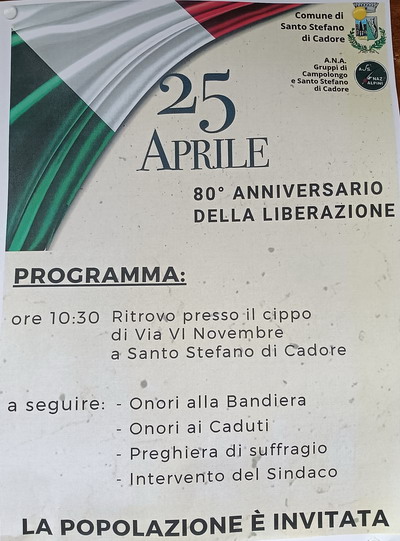 Comune di
Santo Stefano
di Cadore
A.N.A.
Gruppi di
Campolongo
e Santo Stefano
di Cadore
25
APRILE
80° ANNIVERSARIO
DELLA LIBERAZIONE
PROGRAMMA:
ore 10:30 Ritrovo presso il cippo
di Via VI Novembre
a Santo Stefano di Cadore
a seguire: - Onori alla Bandiera
- Onori ai Caduti
- Preghiera di suffragio
- Intervento del Sindaco
LA POPOLAZIONE È INVITATA